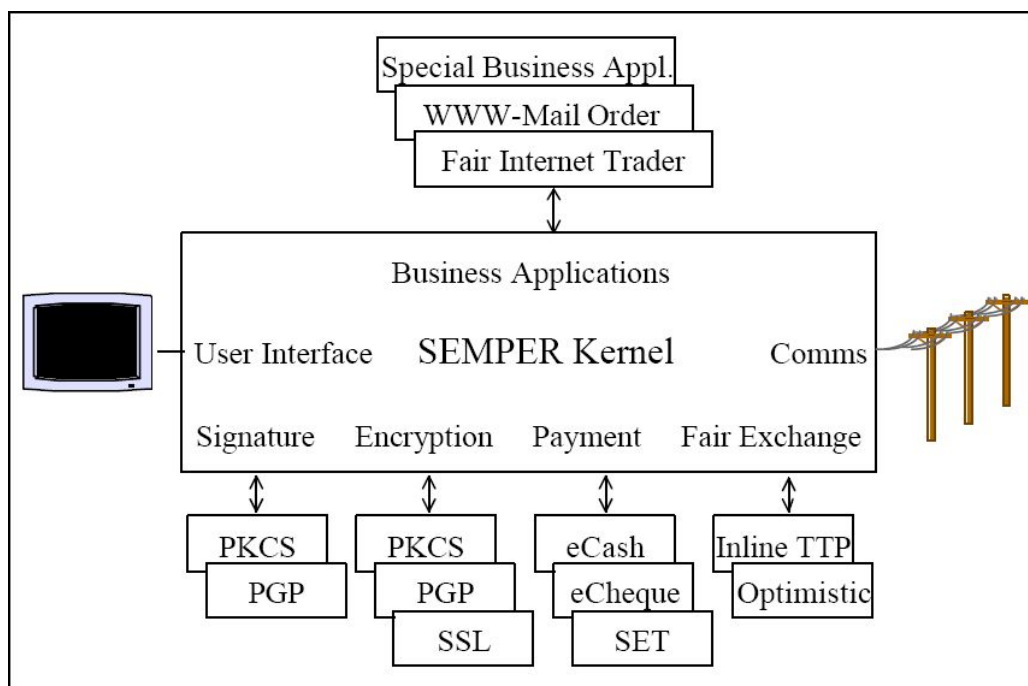 Special Business Appl.
WWW-Mail Order
Fair Internet Trader
Business Applications
User Interface
SEMPER Kernel
Comms
Signature
Encryption
Payment
Fair Exchange
PKCS
PGP
PKCS
PGP
SSL
eCash
eCheque
SET
Inline TTP
Optimistic